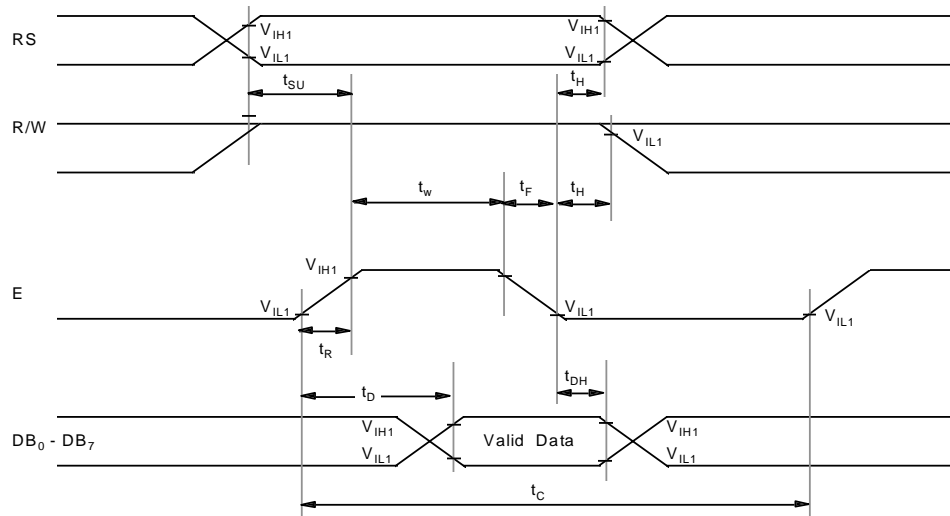 RS
V_IH1
V_IH1
V_IL1
V_IL1
t_SU
t_H
R/W
V_IL1
t_w
t_F
t_H
V_IH1
E
V_IL1
V_IL1
V_IL1
t_R
t_D
t_DH
V_IH1
V_IH1
DB_0 - DB_7
Valid Data
V_IL1
V_IL1
t_C